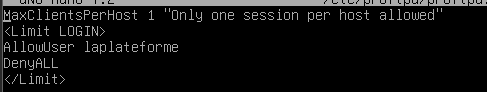 MaxClientsPerHost 1 "Only one session per host allowed"
<Limit LOGIN>
AllowUser laplateforme
DenyALL
</Limit>